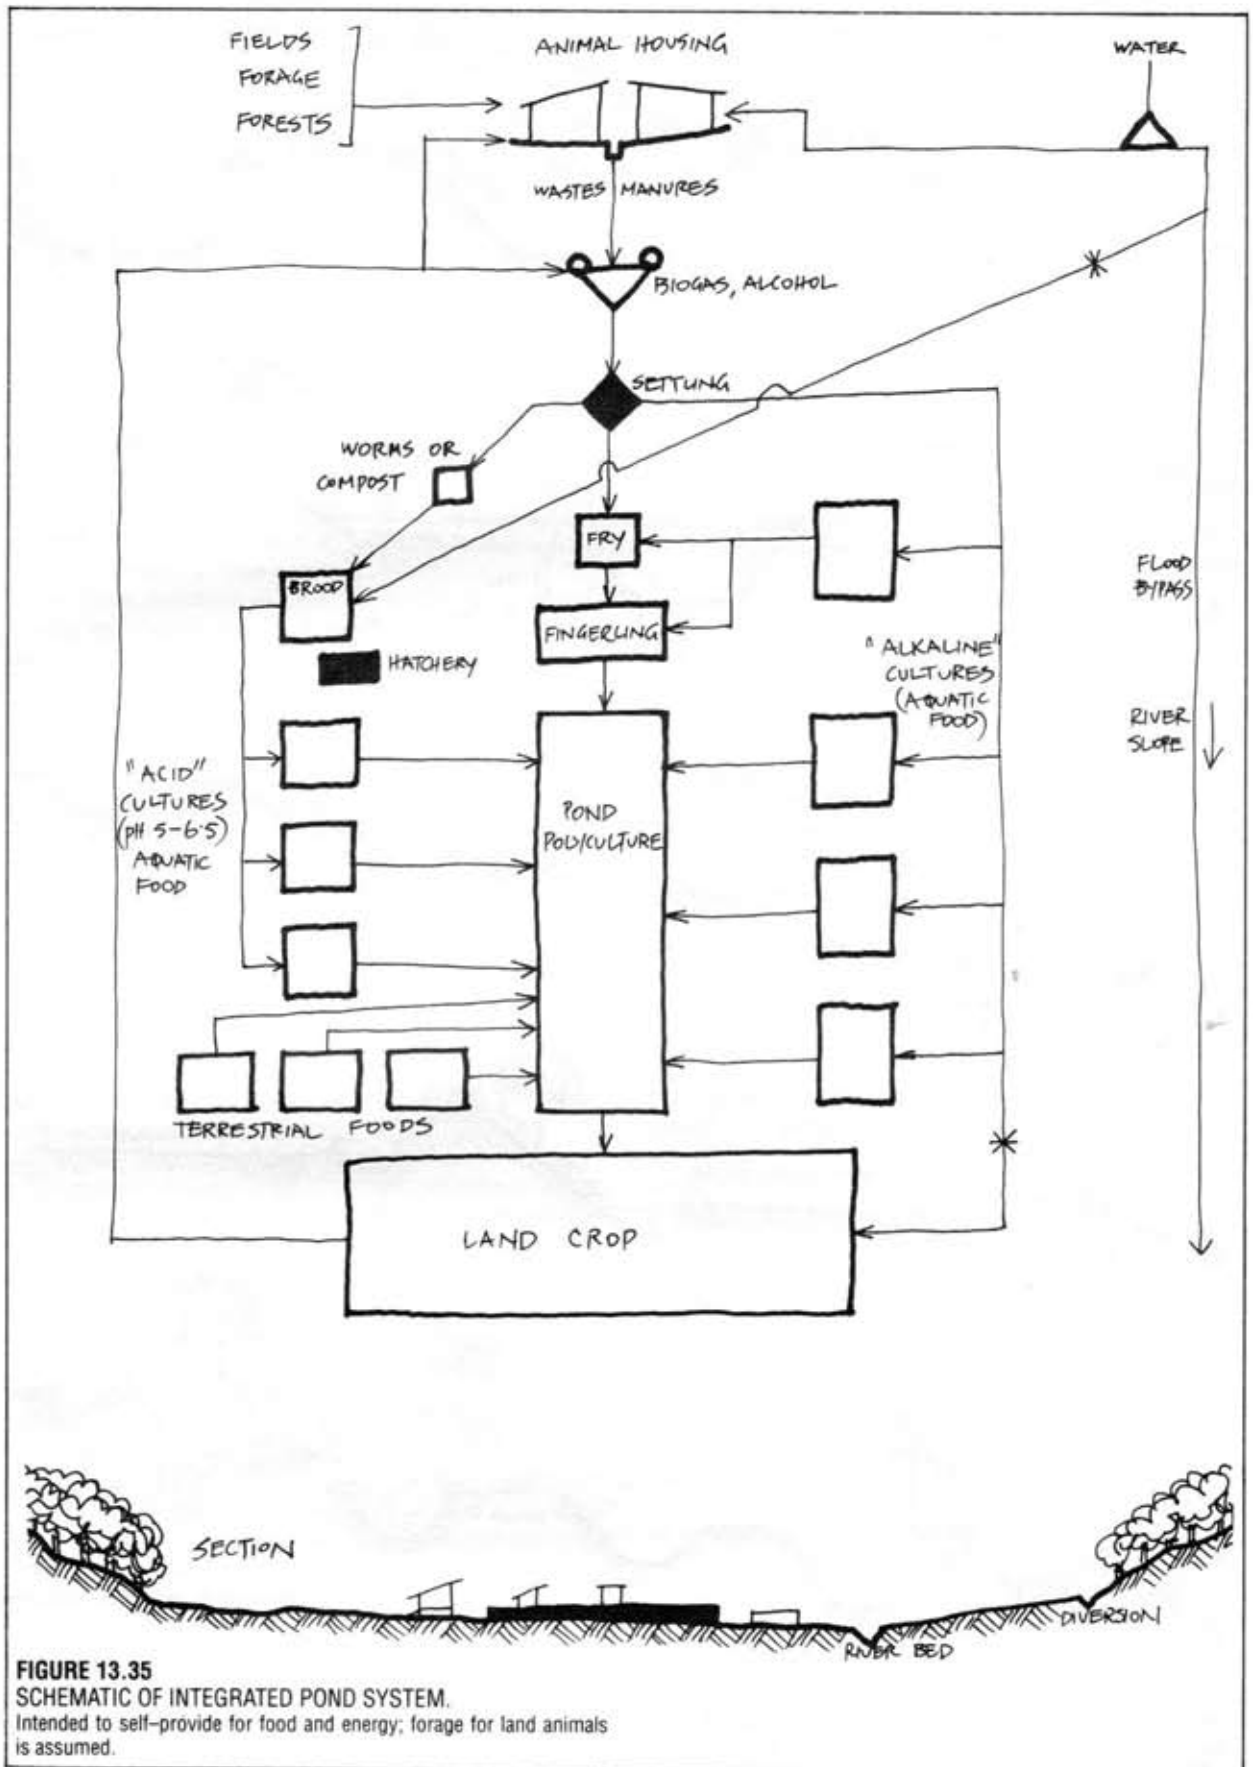 FIELDS
FORAGE
FORESTS
ANIMAL HOUSING
WATER
WASTES MANURES
BIOGAS, ALCOHOL
SETTLING
WORMS OR
COMPOST
FRY
BROOD
FINGERLING
HATCHERY
FLOOD
BYPASS
"ALKALINE"
CULTURES
(AQUATIC
FOOD)
RIVER
SLOPE
"ACID"
CULTURES
(pH 5-6.5)
AQUATIC
FOOD
POND
POLYCULTURE
TERRESTRIAL FOODS
LAND CROP
SECTION
DIVERSION
RIVER BED
FIGURE 13.35
SCHEMATIC OF INTEGRATED POND SYSTEM.
Intended to self–provide for food and energy; forage for land animals
is assumed.